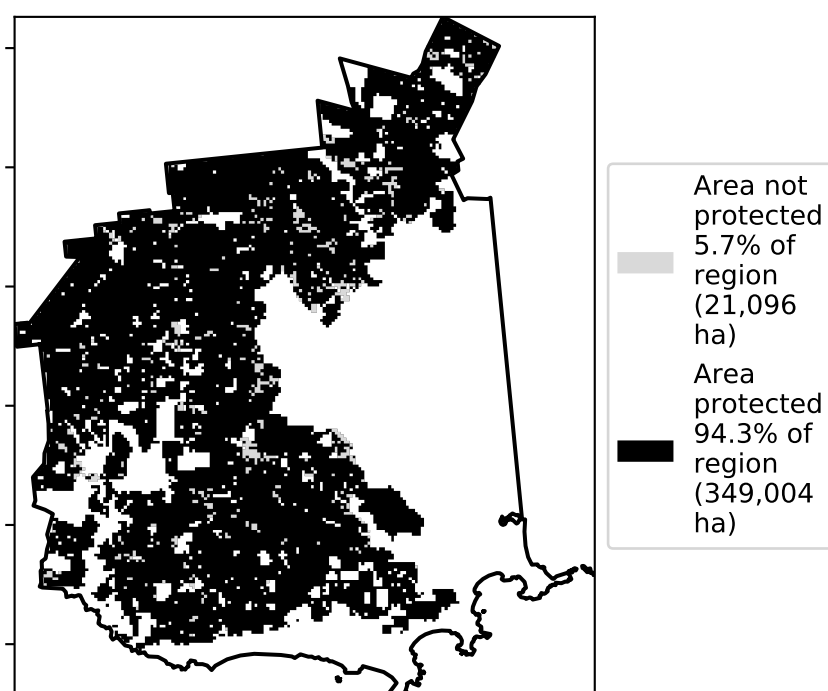 Area not
protected
5.7% of
region
(21,096
ha)
Area
protected
94.3% of
region
(349,004
ha)